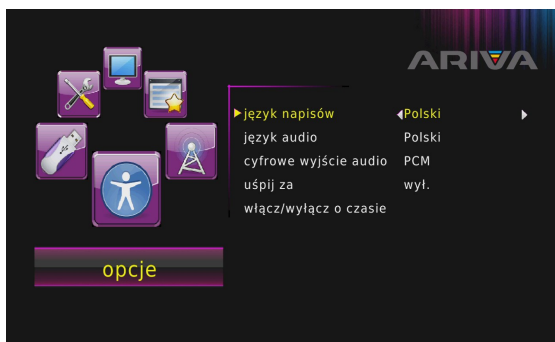 ARIVA
język napisów Polski
język audio Polski
cyfrowe wyjście audio PCM
uśpij za wył.
włącz/wyłącz o czasie
opcje